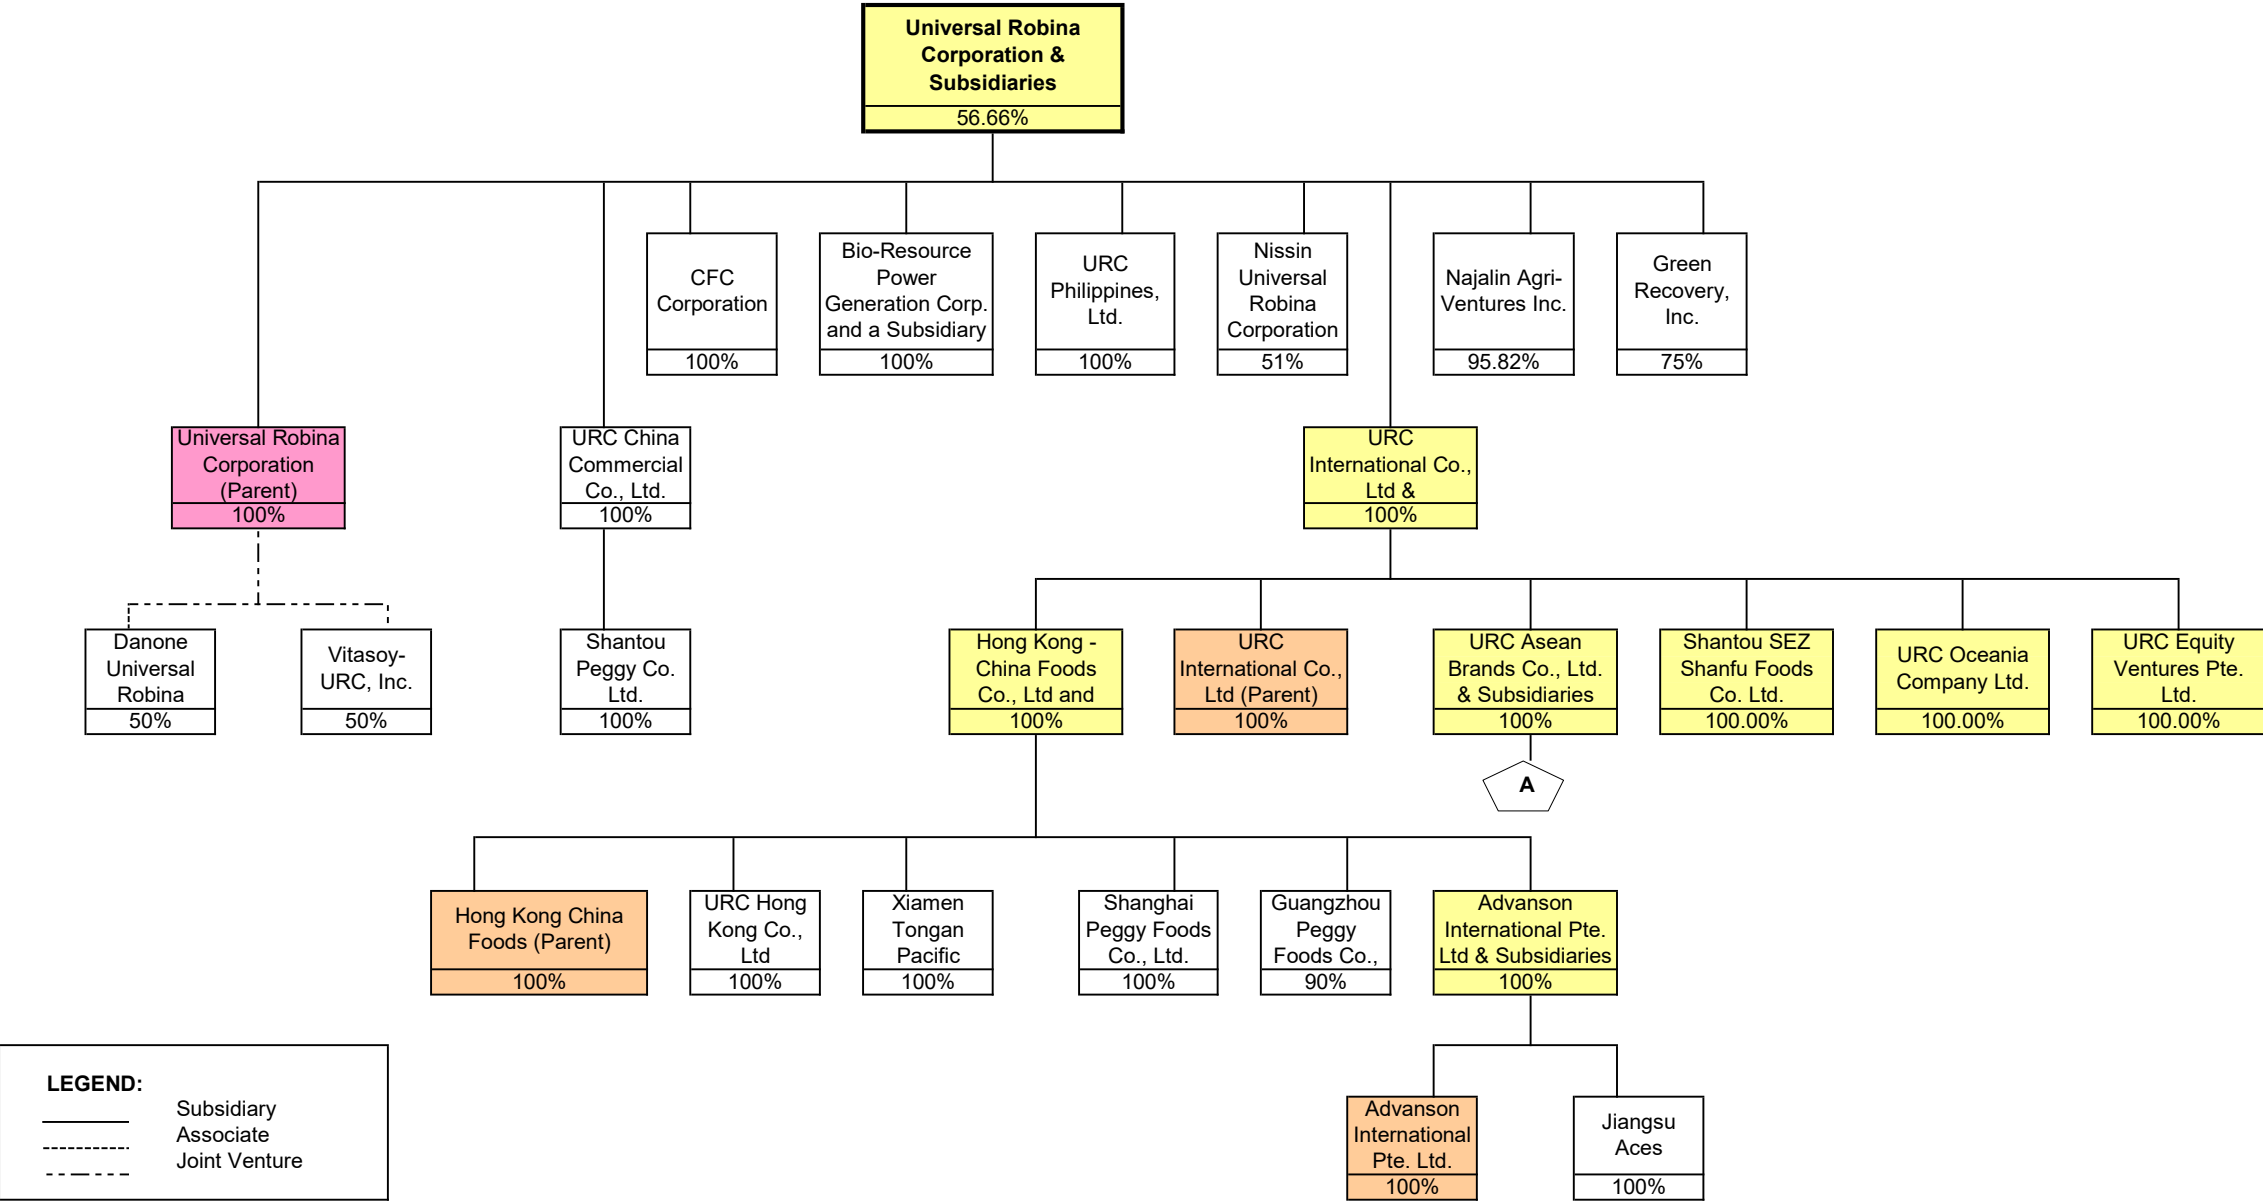 Universal Robina
Corporation &
Subsidiaries
56.66%
CFC
Corporation
100%
Bio-Resource
Power
Generation Corp.
and a Subsidiary
100%
URC
Philippines,
Ltd.
100%
Nissin
Universal
Robina
Corporation
51%
Najalin Agri-
Ventures Inc.
95.82%
Green
Recovery,
Inc.
75%
Universal Robina
Corporation
(Parent)
100%
URC China
Commercial
Co., Ltd.
100%
URC
International Co.,
Ltd &
100%
Danone
Universal
Robina
50%
Vitasoy-
URC, Inc.
50%
Shantou
Peggy Co.
Ltd.
100%
Hong Kong -
China Foods
Co., Ltd and
100%
URC
International Co.,
Ltd (Parent)
100%
URC Asean
Brands Co., Ltd.
& Subsidiaries
100%
Shantou SEZ
Shanfu Foods
Co. Ltd.
100.00%
URC Oceania
Company Ltd.
100.00%
URC Equity
Ventures Pte.
Ltd.
100.00%
A
Hong Kong China
Foods (Parent)
100%
URC Hong
Kong Co.,
Ltd
100%
Xiamen
Tongan
Pacific
100%
Shanghai
Peggy Foods
Co., Ltd.
100%
Guangzhou
Peggy
Foods Co.,
90%
Advanson
International Pte.
Ltd & Subsidiaries
100%
Advanson
International
Pte. Ltd.
100%
Jiangsu
Aces
100%
LEGEND:
Subsidiary
Associate
Joint Venture